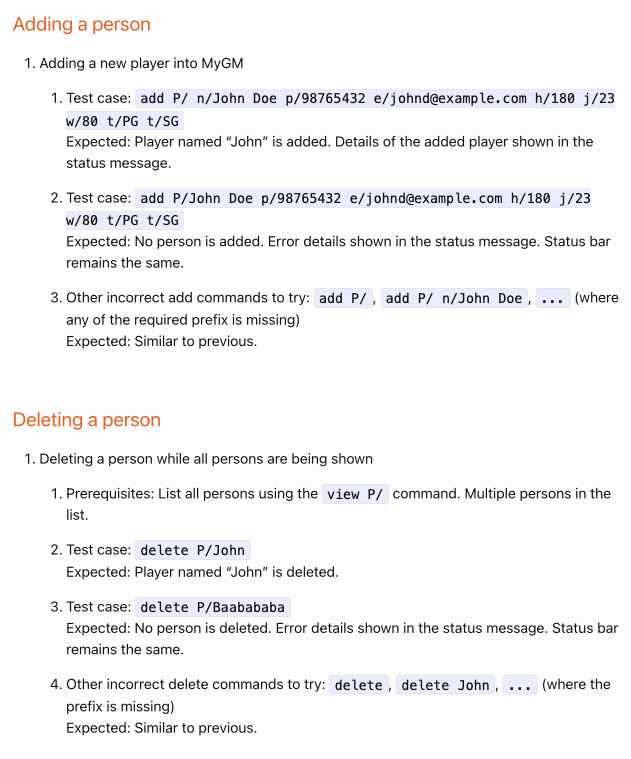 Adding a person
1. Adding a new player into MyGM
1. Test case: add P/ n/John Doe p/98765432 e/johnd@example.com h/180 j/23
w/80 t/PG t/SG
Expected: Player named “John” is added. Details of the added player shown in the
status message.
2. Test case: add P/John Doe p/98765432 e/johnd@example.com h/180 j/23
w/80 t/PG t/SG
Expected: No person is added. Error details shown in the status message. Status bar
remains the same.
3. Other incorrect add commands to try: add P/, add P/ n/John Doe, ... (where
any of the required prefix is missing)
Expected: Similar to previous.
Deleting a person
1. Deleting a person while all persons are being shown
1. Prerequisites: List all persons using the view P/ command. Multiple persons in the
list.
2. Test case: delete P/John
Expected: Player named “John” is deleted.
3. Test case: delete P/Baabababa
Expected: No person is deleted. Error details shown in the status message. Status bar
remains the same.
4. Other incorrect delete commands to try: delete, delete John, ... (where the
prefix is missing)
Expected: Similar to previous.